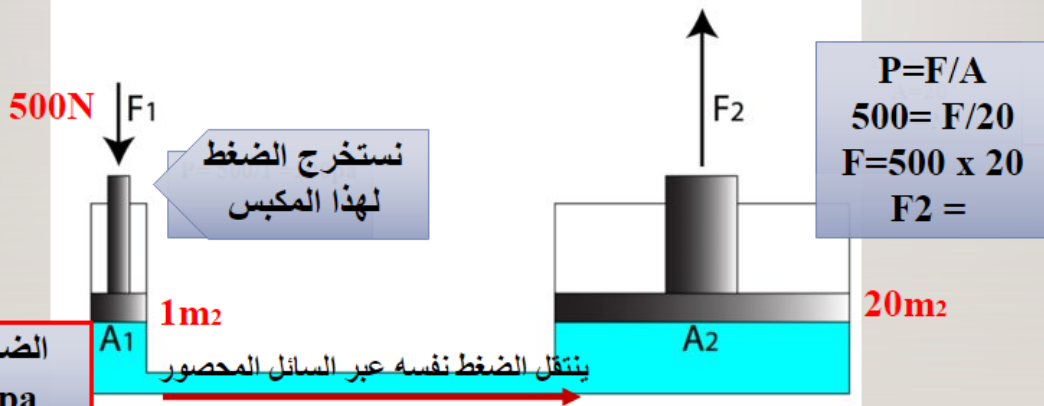 500N
F1
نستخرج الضغط
لهذا المكبس
F2
P=F/A
500= F/20
F=500 x 20
F2 =
1m2
20m2
A1
A2
ينتقل الضغط نفسه عبر السائل المحصور